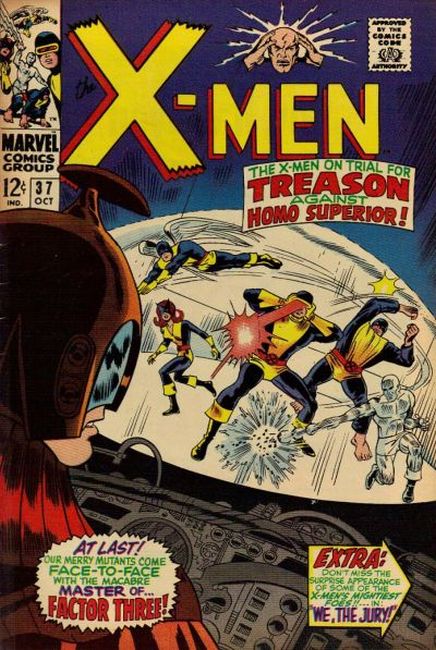 APPROVED
BY THE
COMICS
CODE
AUTHORITY
the
X-MEN
MARVEL
COMICS
GROUP
12¢
IND.
37
OCT
THE X-MEN ON TRIAL FOR
TREASON
AGAINST
HOMO SUPERIOR!
AT LAST!
OUR MERRY MUTANTS COME
FACE-TO-FACE
WITH THE MACABRE
MASTER OF...
FACTOR THREE!
EXTRA:
DON'T MISS THE
SURPRISE APPEARANCE
OF SOME OF THE
X-MEN'S MIGHTIEST
FOES!!... IN:
"WE, THE JURY!"